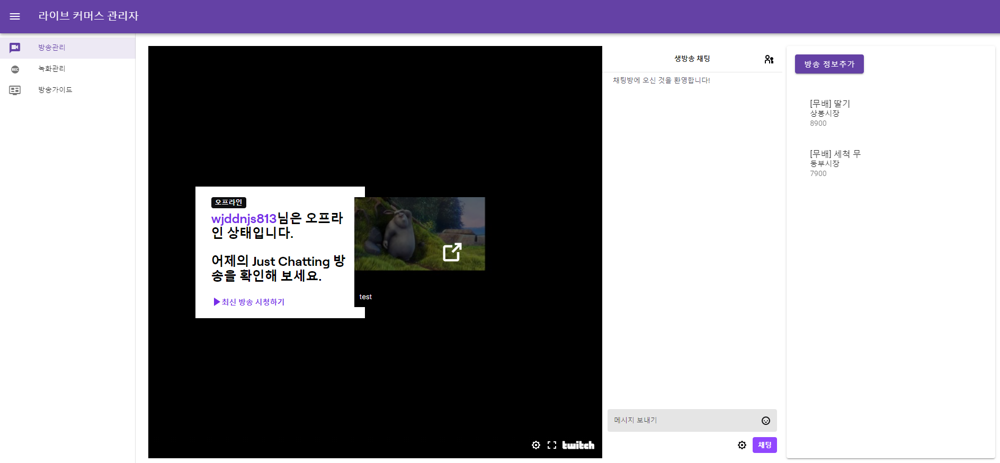 라이브 커머스 관리자
방송관리
REC
녹화관리
방송가이드
오프라인
wjddnjs813님은 오프라
인 상태입니다.
어제의 Just Chatting 방
송을 확인해 보세요.
최신 방송 시청하기
test
twitch
생방송 채팅
채팅방에 오신 것을 환영합니다!
메시지 보내기
채팅
방송 정보추가
[무배] 딸기
상봉시장
8900
[무배] 세척 무
동부시장
7900